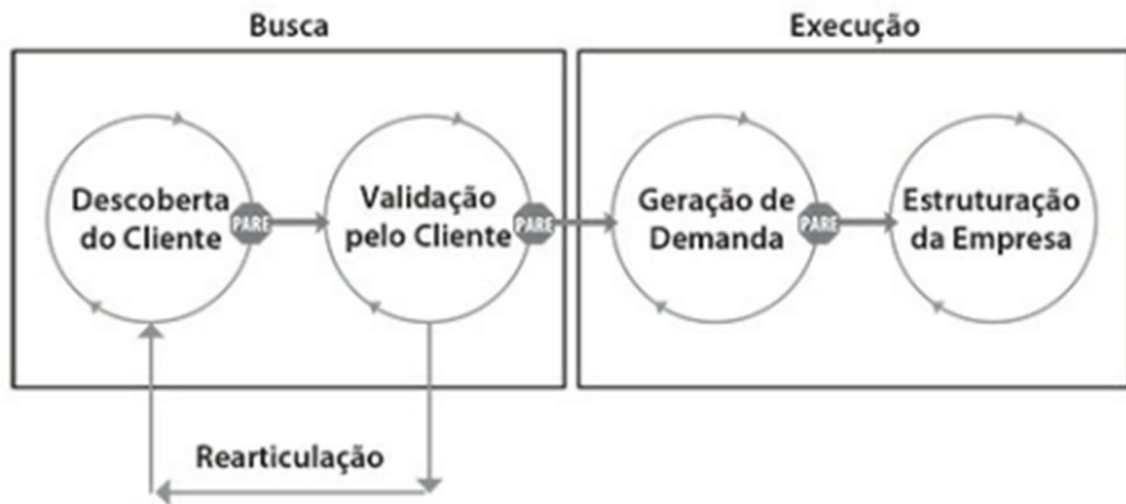 Busca
Execução
Descoberta
do Cliente
PARE
Validação
pelo Cliente
PARE
Geração de
Demanda
PARE
Estruturação
da Empresa
Rearticulação